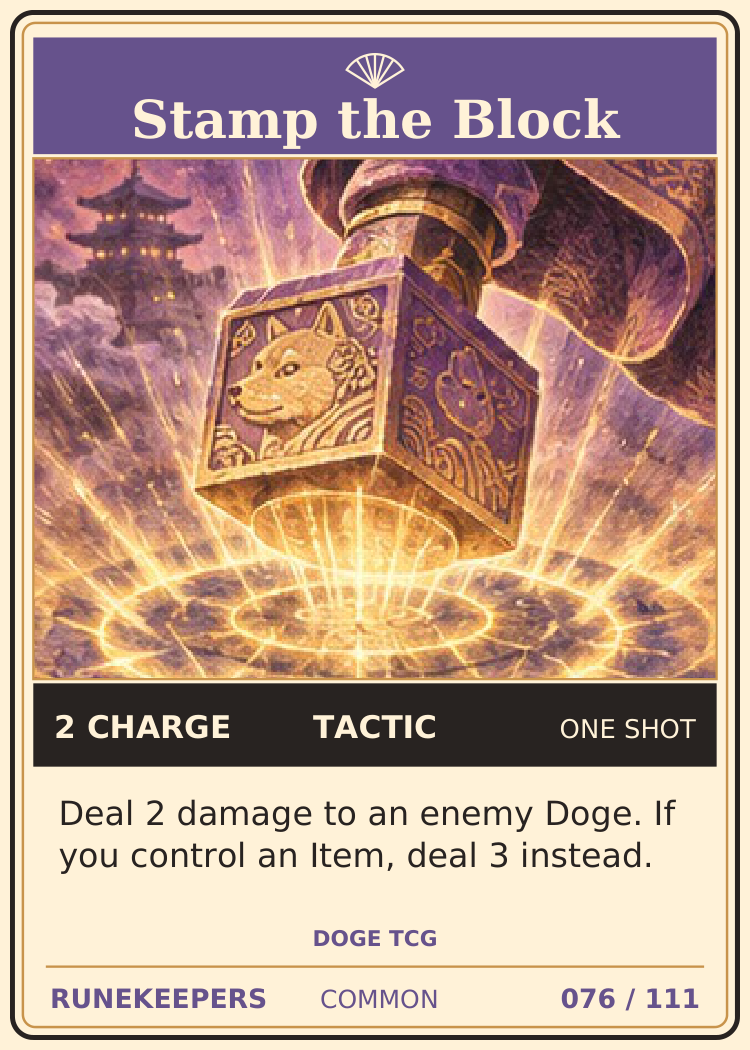 Stamp the Block
2 CHARGE TACTIC ONE SHOT
Deal 2 damage to an enemy Doge. If
you control an Item, deal 3 instead.
DOGE TCG
RUNEKEEPERS COMMON 076 / 111